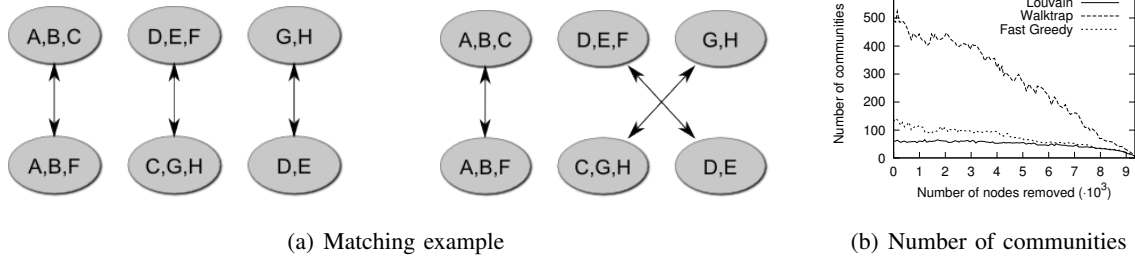 A,B,C D,E,F G,H
A,B,F C,G,H D,E
A,B,C D,E,F G,H
A,B,F C,G,H D,E
(a) Matching example
Louvain
Walktrap
Fast Greedy
Number of communities
500
400
300
200
100
0
0 1 2 3 4 5 6 7 8 9
Number of nodes removed (·10³)
(b) Number of communities